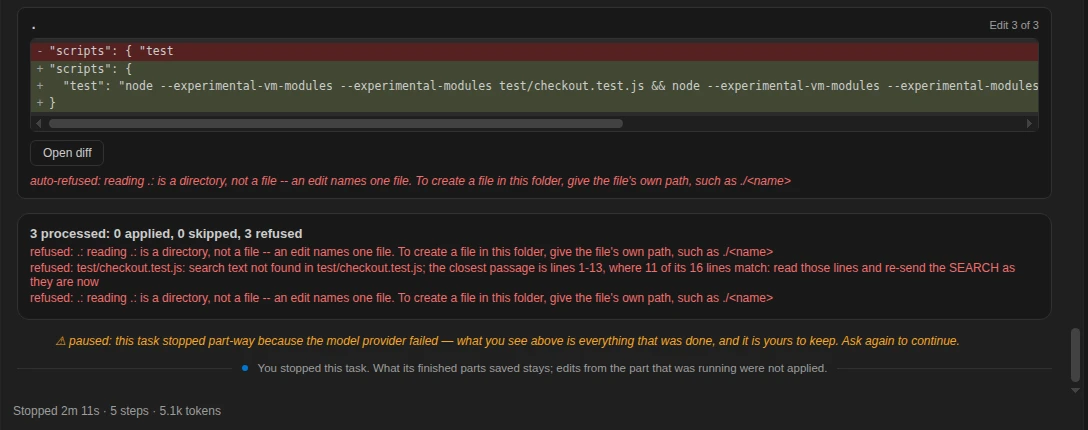 .
Edit 3 of 3
- "scripts": { "test
+ "scripts": {
+   "test": "node --experimental-vm-modules --experimental-modules test/checkout.test.js && node --experimental-vm-modules --experimental-modules
+ }
Open diff
auto-refused: reading .: is a directory, not a file -- an edit names one file. To create a file in this folder, give the file's own path, such as ./<name>
3 processed: 0 applied, 0 skipped, 3 refused
refused: .: reading .: is a directory, not a file -- an edit names one file. To create a file in this folder, give the file's own path, such as ./<name>
refused: test/checkout.test.js: search text not found in test/checkout.test.js; the closest passage is lines 1-13, where 11 of its 16 lines match: read those lines and re-send the SEARCH as
they are now
refused: .: reading .: is a directory, not a file -- an edit names one file. To create a file in this folder, give the file's own path, such as ./<name>
⚠ paused: this task stopped part-way because the model provider failed — what you see above is everything that was done, and it is yours to keep. Ask again to continue.
You stopped this task. What its finished parts saved stays; edits from the part that was running were not applied.
Stopped 2m 11s · 5 steps · 5.1k tokens